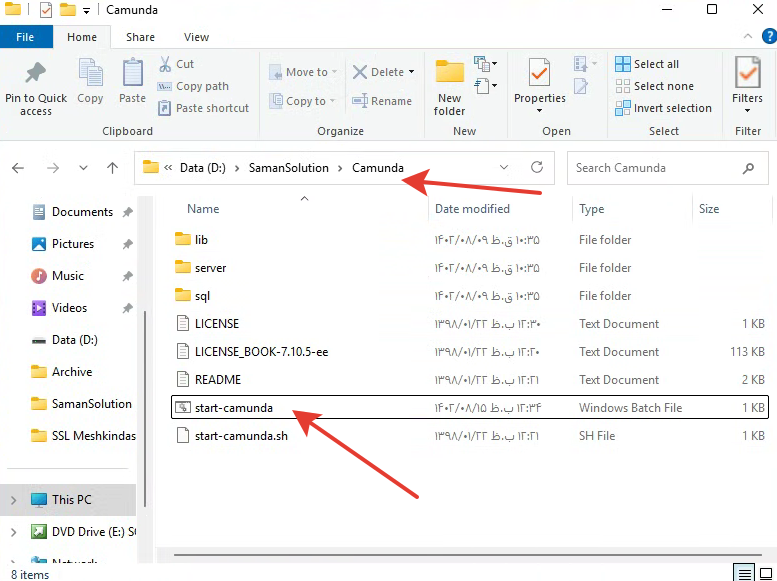 Camunda
File Home Share View
Pin to Quick access
Copy
Paste
Cut
Copy path
Paste shortcut
Clipboard
Move to
Copy to
Delete
Rename
Organize
New folder
New
Properties
Open
Select all
Select none
Invert selection
Select
Filters
Filter
« Data (D:) › SamanSolution › Camunda
Search Camunda
Documents
Pictures
Music
Videos
Data (D:)
Archive
SamanSolution
SSL Meshkindas
This PC
DVD Drive (E:) S
Network
Name Date modified Type Size
lib ۱۴۰۲/۰۸/۰۹ ۱۰:۳۵ ق.ظ File folder
server ۱۴۰۲/۰۸/۰۹ ۱۰:۳۵ ق.ظ File folder
sql ۱۴۰۲/۰۸/۰۹ ۱۰:۳۵ ق.ظ File folder
LICENSE ۱۳۹۸/۰۱/۲۲ ۱۲:۳۰ ب.ظ Text Document 1 KB
LICENSE_BOOK-7.10.5-ee ۱۳۹۸/۰۱/۲۲ ۱۲:۲۰ ب.ظ Text Document 113 KB
README ۱۳۹۸/۰۱/۲۲ ۱۲:۲۱ ب.ظ Text Document 2 KB
start-camunda ۱۴۰۲/۰۸/۱۵ ۱۲:۳۴ ب.ظ Windows Batch File 1 KB
start-camunda.sh ۱۳۹۸/۰۱/۲۲ ۱۲:۲۱ ب.ظ SH File 1 KB
8 items